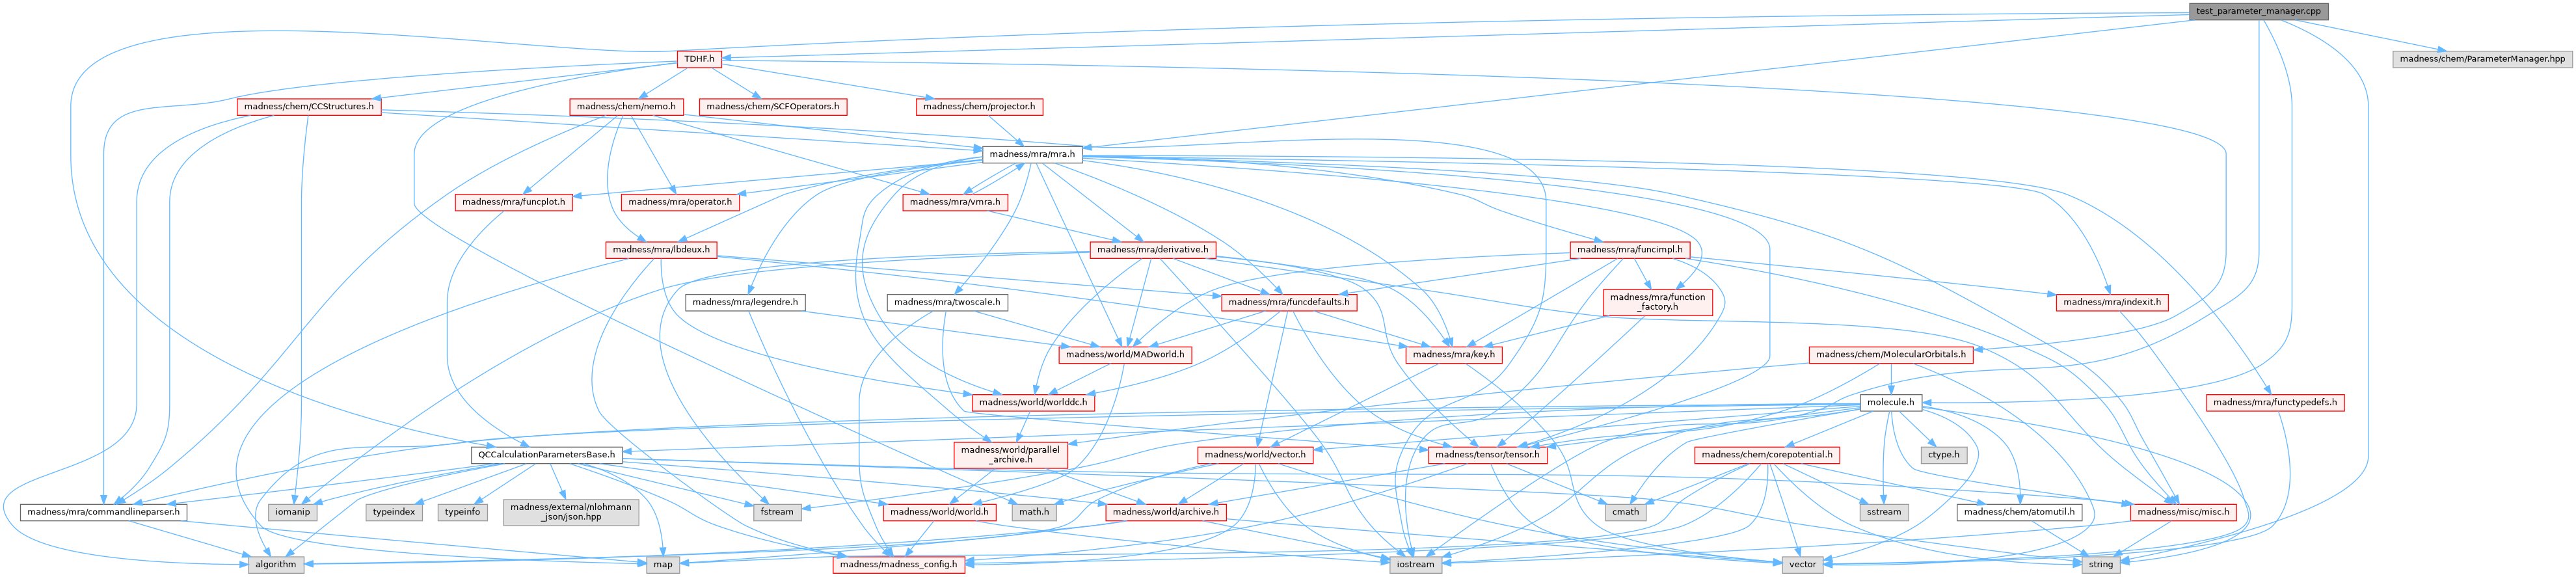 test_parameter_manager.cpp
TDHF.h
madness/chem/ParameterManager.hpp
madness/chem/CCStructures.h
madness/chem/nemo.h
madness/chem/SCFOperators.h
madness/chem/projector.h
madness/mra/mra.h
madness/mra/funcplot.h
madness/mra/operator.h
madness/mra/vmra.h
madness/mra/lbdeux.h
madness/mra/derivative.h
madness/mra/funcimpl.h
madness/mra/legendre.h
madness/mra/twoscale.h
madness/mra/funcdefaults.h
madness/mra/function
_factory.h
madness/mra/indexit.h
madness/world/MADworld.h
madness/mra/key.h
madness/chem/MolecularOrbitals.h
madness/world/worlddc.h
molecule.h
madness/mra/functypedefs.h
QCCalculationParametersBase.h
madness/world/parallel
_archive.h
madness/world/vector.h
madness/tensor/tensor.h
madness/chem/corepotential.h
ctype.h
madness/mra/commandlineparser.h
iomanip
typeindex
typeinfo
madness/external/nlohmann
_json/json.hpp
fstream
madness/world/world.h
math.h
madness/world/archive.h
cmath
sstream
madness/chem/atomutil.h
madness/misc/misc.h
algorithm
map
madness/madness_config.h
iostream
vector
string